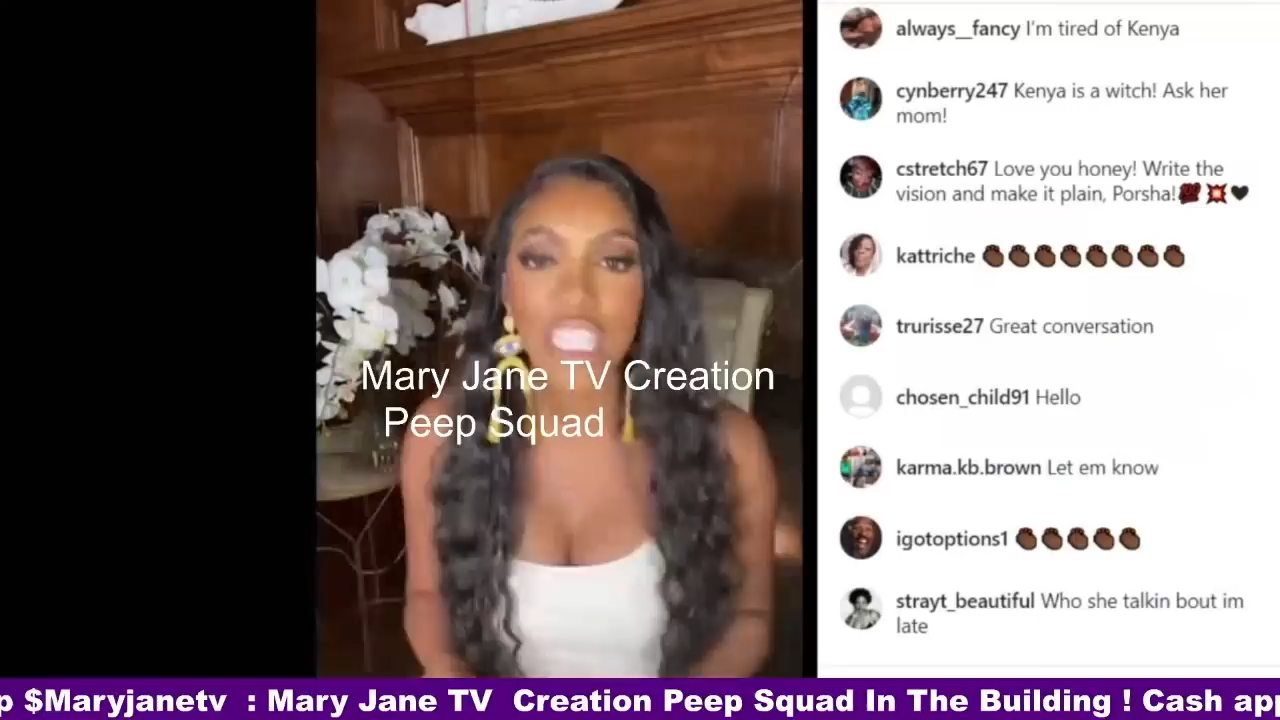 always__fancy I'm tired of Kenya
cynberry247 Kenya is a witch! Ask her
mom!
cstretch67 Love you honey! Write the
vision and make it plain, Porsha!💯💥🖤
kattriche 👏🏿👏🏿👏🏿👏🏿👏🏿👏🏿👏🏿👏🏿
trurisse27 Great conversation
chosen_child91 Hello
karma.kb.brown Let em know
igotoptions1 👏🏿👏🏿👏🏿👏🏿👏🏿
strayt_beautiful Who she talkin bout im
late
Mary Jane TV Creation
Peep Squad
p $Maryjanetv : Mary Jane TV Creation Peep Squad In The Building ! Cash app